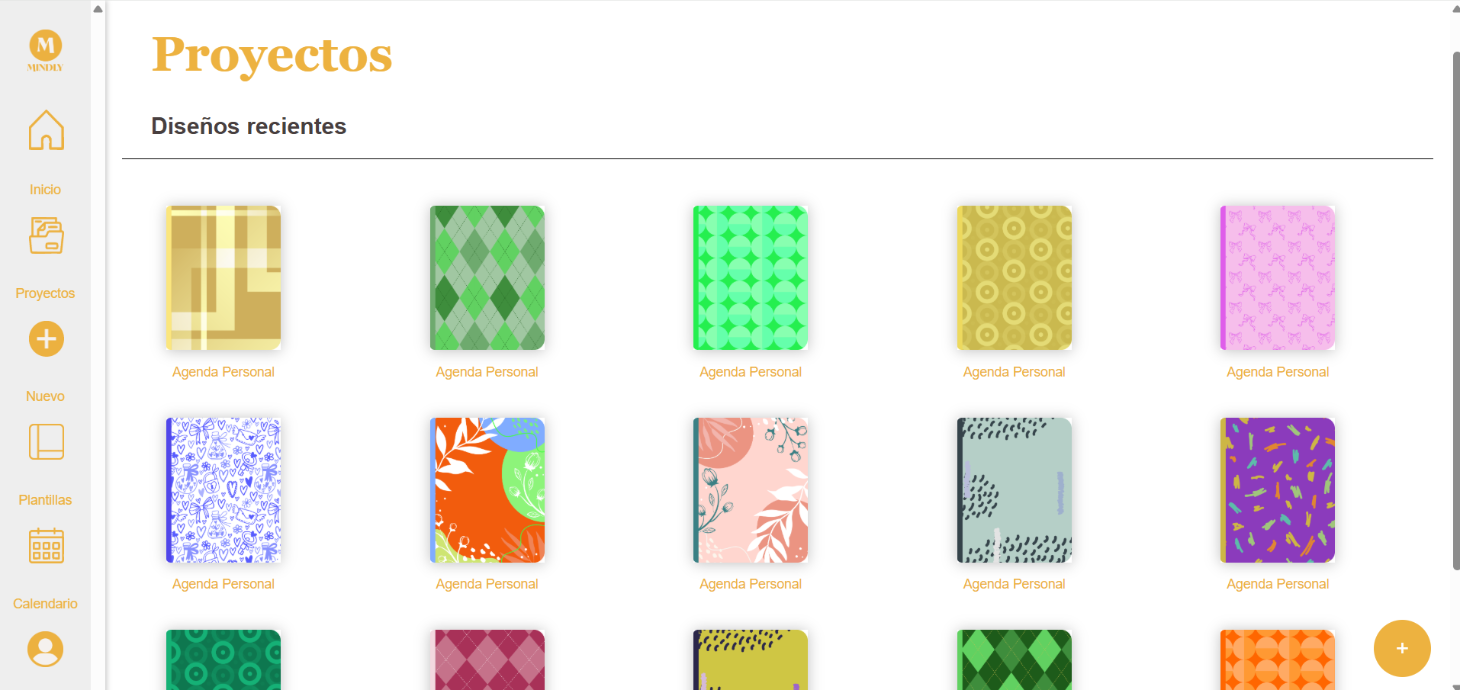 M
MINDLY
Inicio
Proyectos
Nuevo
Plantillas
Calendario
Proyectos
Diseños recientes
Agenda Personal
Agenda Personal
Agenda Personal
Agenda Personal
Agenda Personal
Agenda Personal
Agenda Personal
Agenda Personal
Agenda Personal
Agenda Personal
+